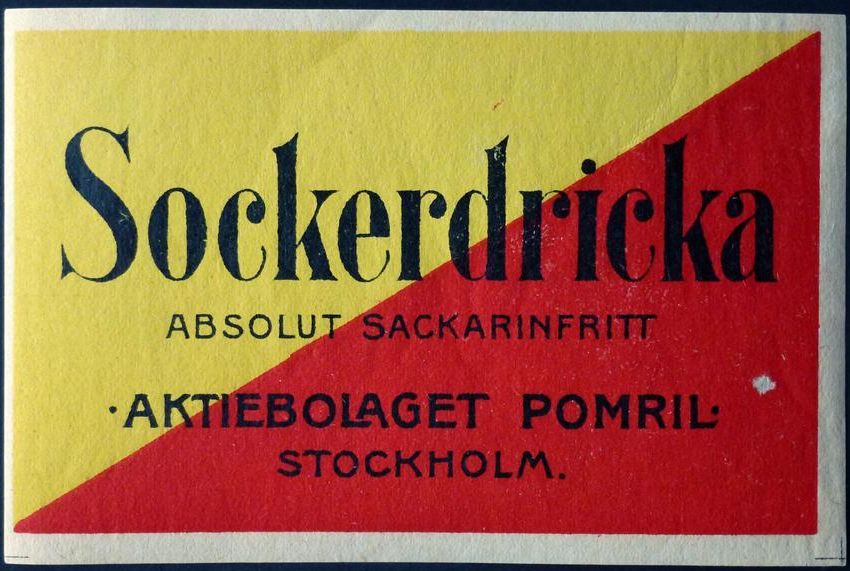 Sockerdricka
ABSOLUT SACKARINFRITT
·AKTIEBOLAGET POMRIL·
STOCKHOLM.